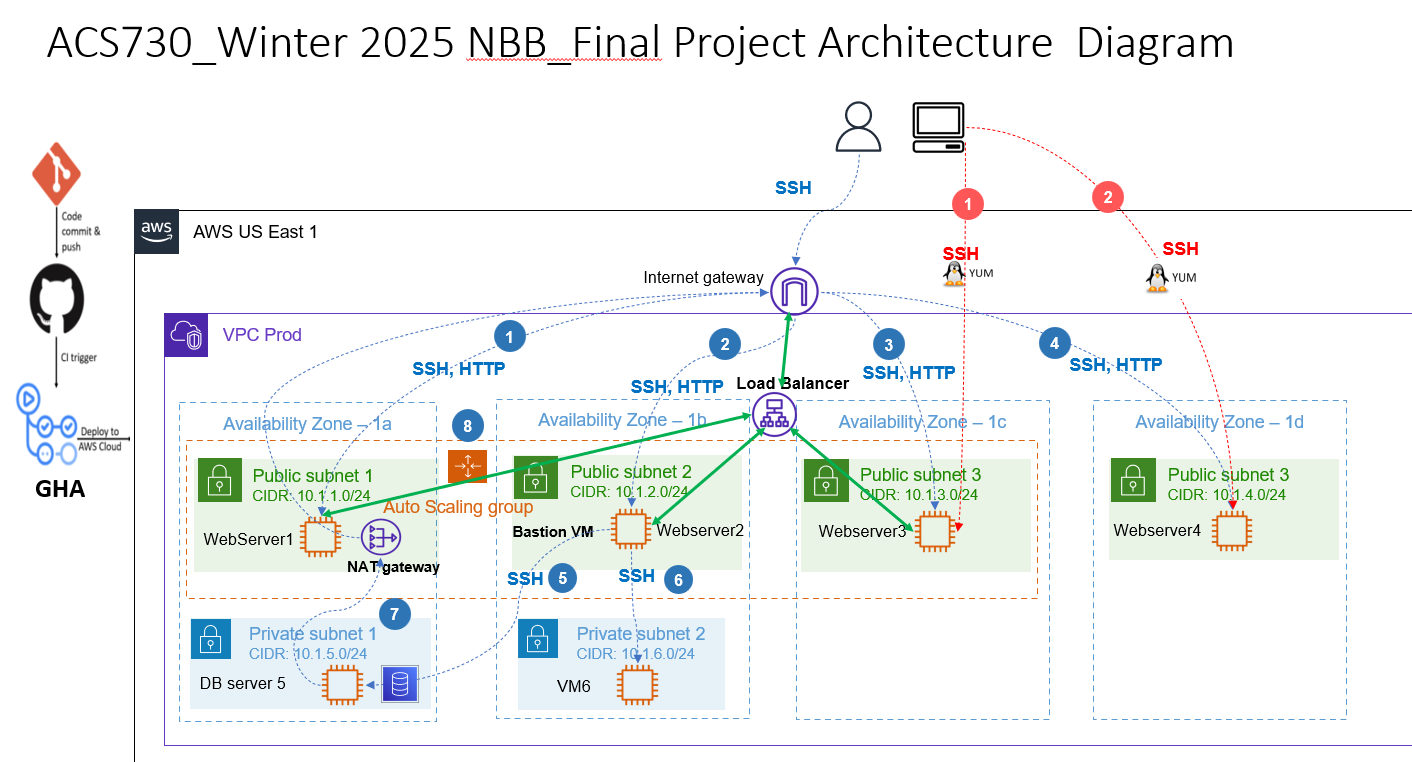 ACS730_Winter 2025 NBB_Final Project Architecture  Diagram
SSH
1
2
Code
commit &
push
aws
AWS US East 1
SSH
YUM
SSH
YUM
Internet gateway
CI trigger
VPC Prod
1
SSH, HTTP
2
SSH, HTTP
3
SSH, HTTP
4
SSH, HTTP
Load Balancer
Deploy to
AWS Cloud
GHA
Availability Zone – 1a
8
Availability Zone – 1b
Availability Zone – 1c
Availability Zone – 1d
Public subnet 1
CIDR: 10.1.1.0/24
Public subnet 2
CIDR: 10.1.2.0/24
Public subnet 3
CIDR: 10.1.3.0/24
Public subnet 3
CIDR: 10.1.4.0/24
Auto Scaling group
WebServer1
NAT gateway
Bastion VM
Webserver2
Webserver3
Webserver4
SSH
5
SSH
6
7
Private subnet 1
CIDR: 10.1.5.0/24
DB server 5
Private subnet 2
CIDR: 10.1.6.0/24
VM6